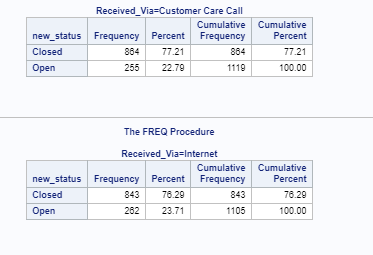 Received_Via=Customer Care Call
new_status Frequency Percent Cumulative Frequency Cumulative Percent
Closed 864 77.21 864 77.21
Open 255 22.79 1119 100.00
The FREQ Procedure
Received_Via=Internet
new_status Frequency Percent Cumulative Frequency Cumulative Percent
Closed 843 76.29 843 76.29
Open 262 23.71 1105 100.00